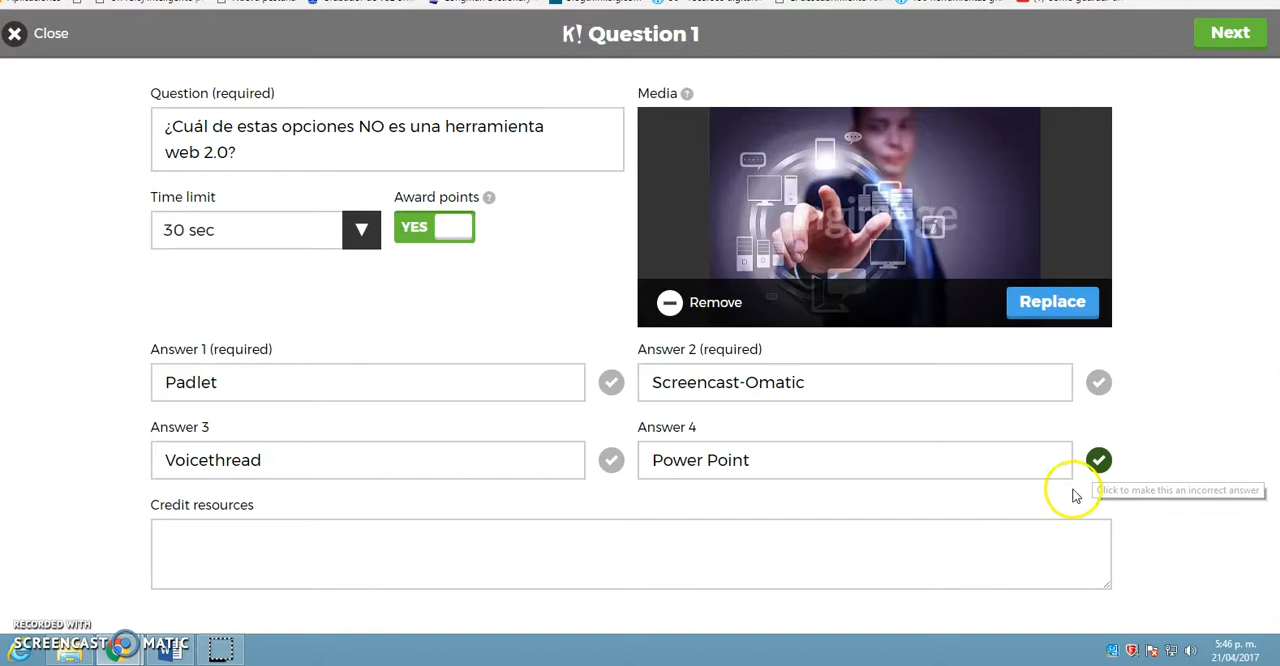 Close
K! Question 1
Next
Question (required)
¿Cuál de estas opciones NO es una herramienta
web 2.0?
Media ?
Time limit
30 sec
Award points ?
YES
Remove
Replace
Answer 1 (required)
Padlet
Answer 2 (required)
Screencast-Omatic
Answer 3
Voicethread
Answer 4
Power Point
Click to make this an incorrect answer
Credit resources
RECORDED WITH
SCREENCAST MATIC
5:46 p. m.
21/04/2017